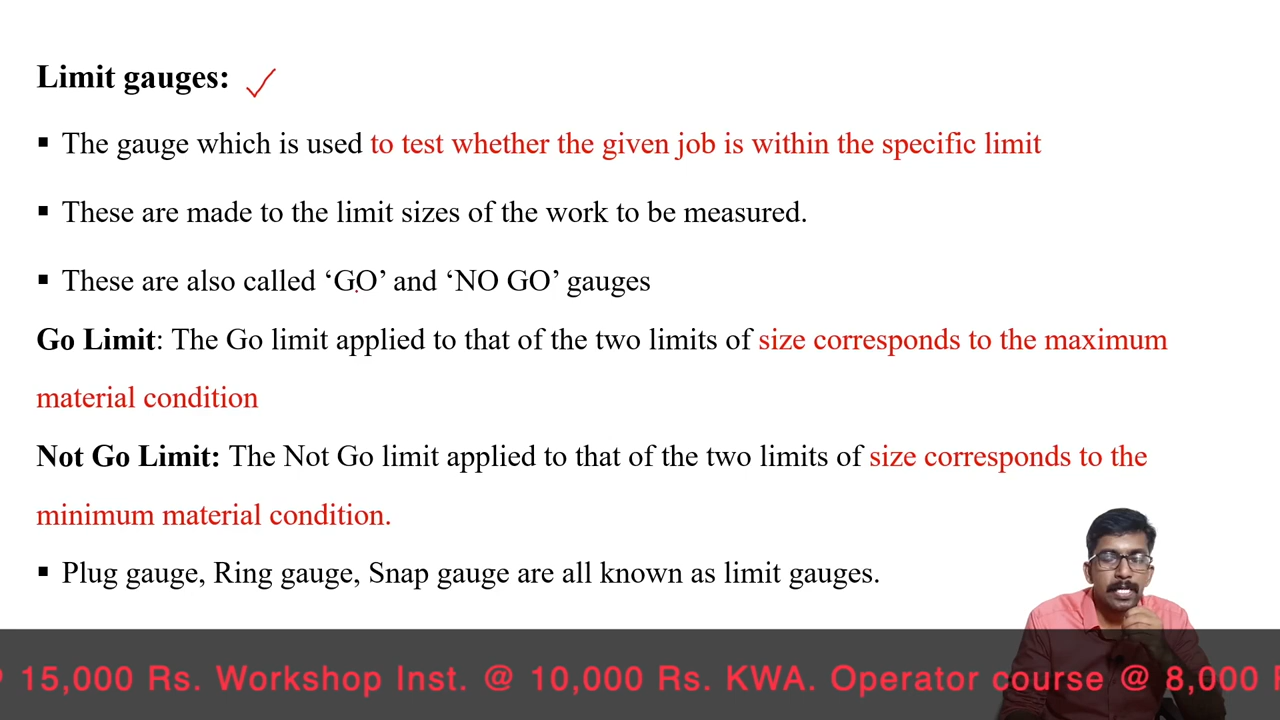 Limit gauges:
▪ The gauge which is used to test whether the given job is within the specific limit
▪ These are made to the limit sizes of the work to be measured.
▪ These are also called ‘GO’ and ‘NO GO’ gauges
Go Limit: The Go limit applied to that of the two limits of size corresponds to the maximum
material condition
Not Go Limit: The Not Go limit applied to that of the two limits of size corresponds to the
minimum material condition.
▪ Plug gauge, Ring gauge, Snap gauge are all known as limit gauges.
15,000 Rs. Workshop Inst. @ 10,000 Rs. KWA. Operator course @ 8,000